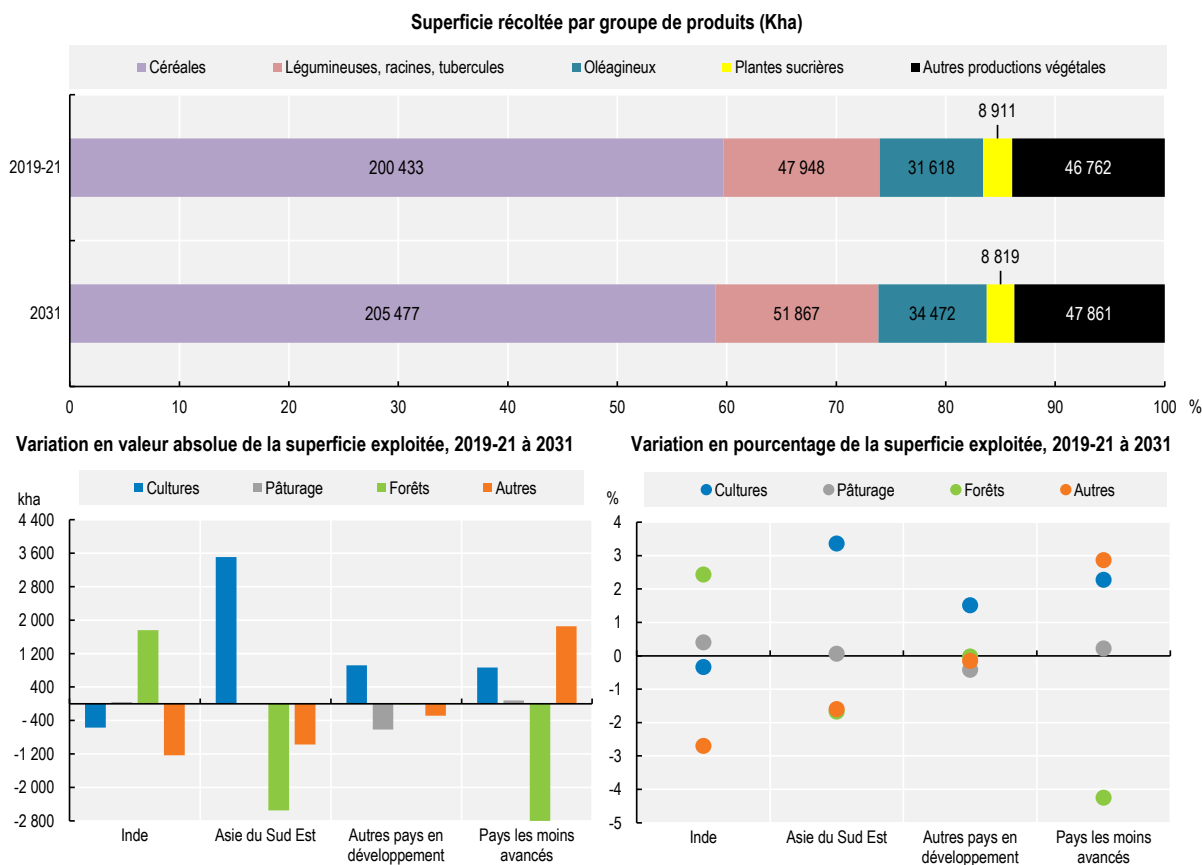 Superficie récoltée par groupe de produits (Kha)
Céréales Légumineuses, racines, tubercules Oléagineux Plantes sucrières Autres productions végétales
8 911
2019-21 200 433 47 948 31 618 46 762
8 819
2031 205 477 51 867 34 472 47 861
0 10 20 30 40 50 60 70 80 90 100 %
Variation en valeur absolue de la superficie exploitée, 2019-21 à 2031
Cultures Pâturage Forêts Autres
kha
4 400
3 600
2 800
2 000
1 200
400
- 400
-1 200
-2 000
-2 800
Inde Asie du Sud Est Autres pays en développement Pays les moins avancés
Variation en pourcentage de la superficie exploitée, 2019-21 à 2031
Cultures Pâturage Forêts Autres
%
4
3
2
1
0
-1
-2
-3
-4
-5
Inde Asie du Sud Est Autres pays en développement Pays les moins avancés